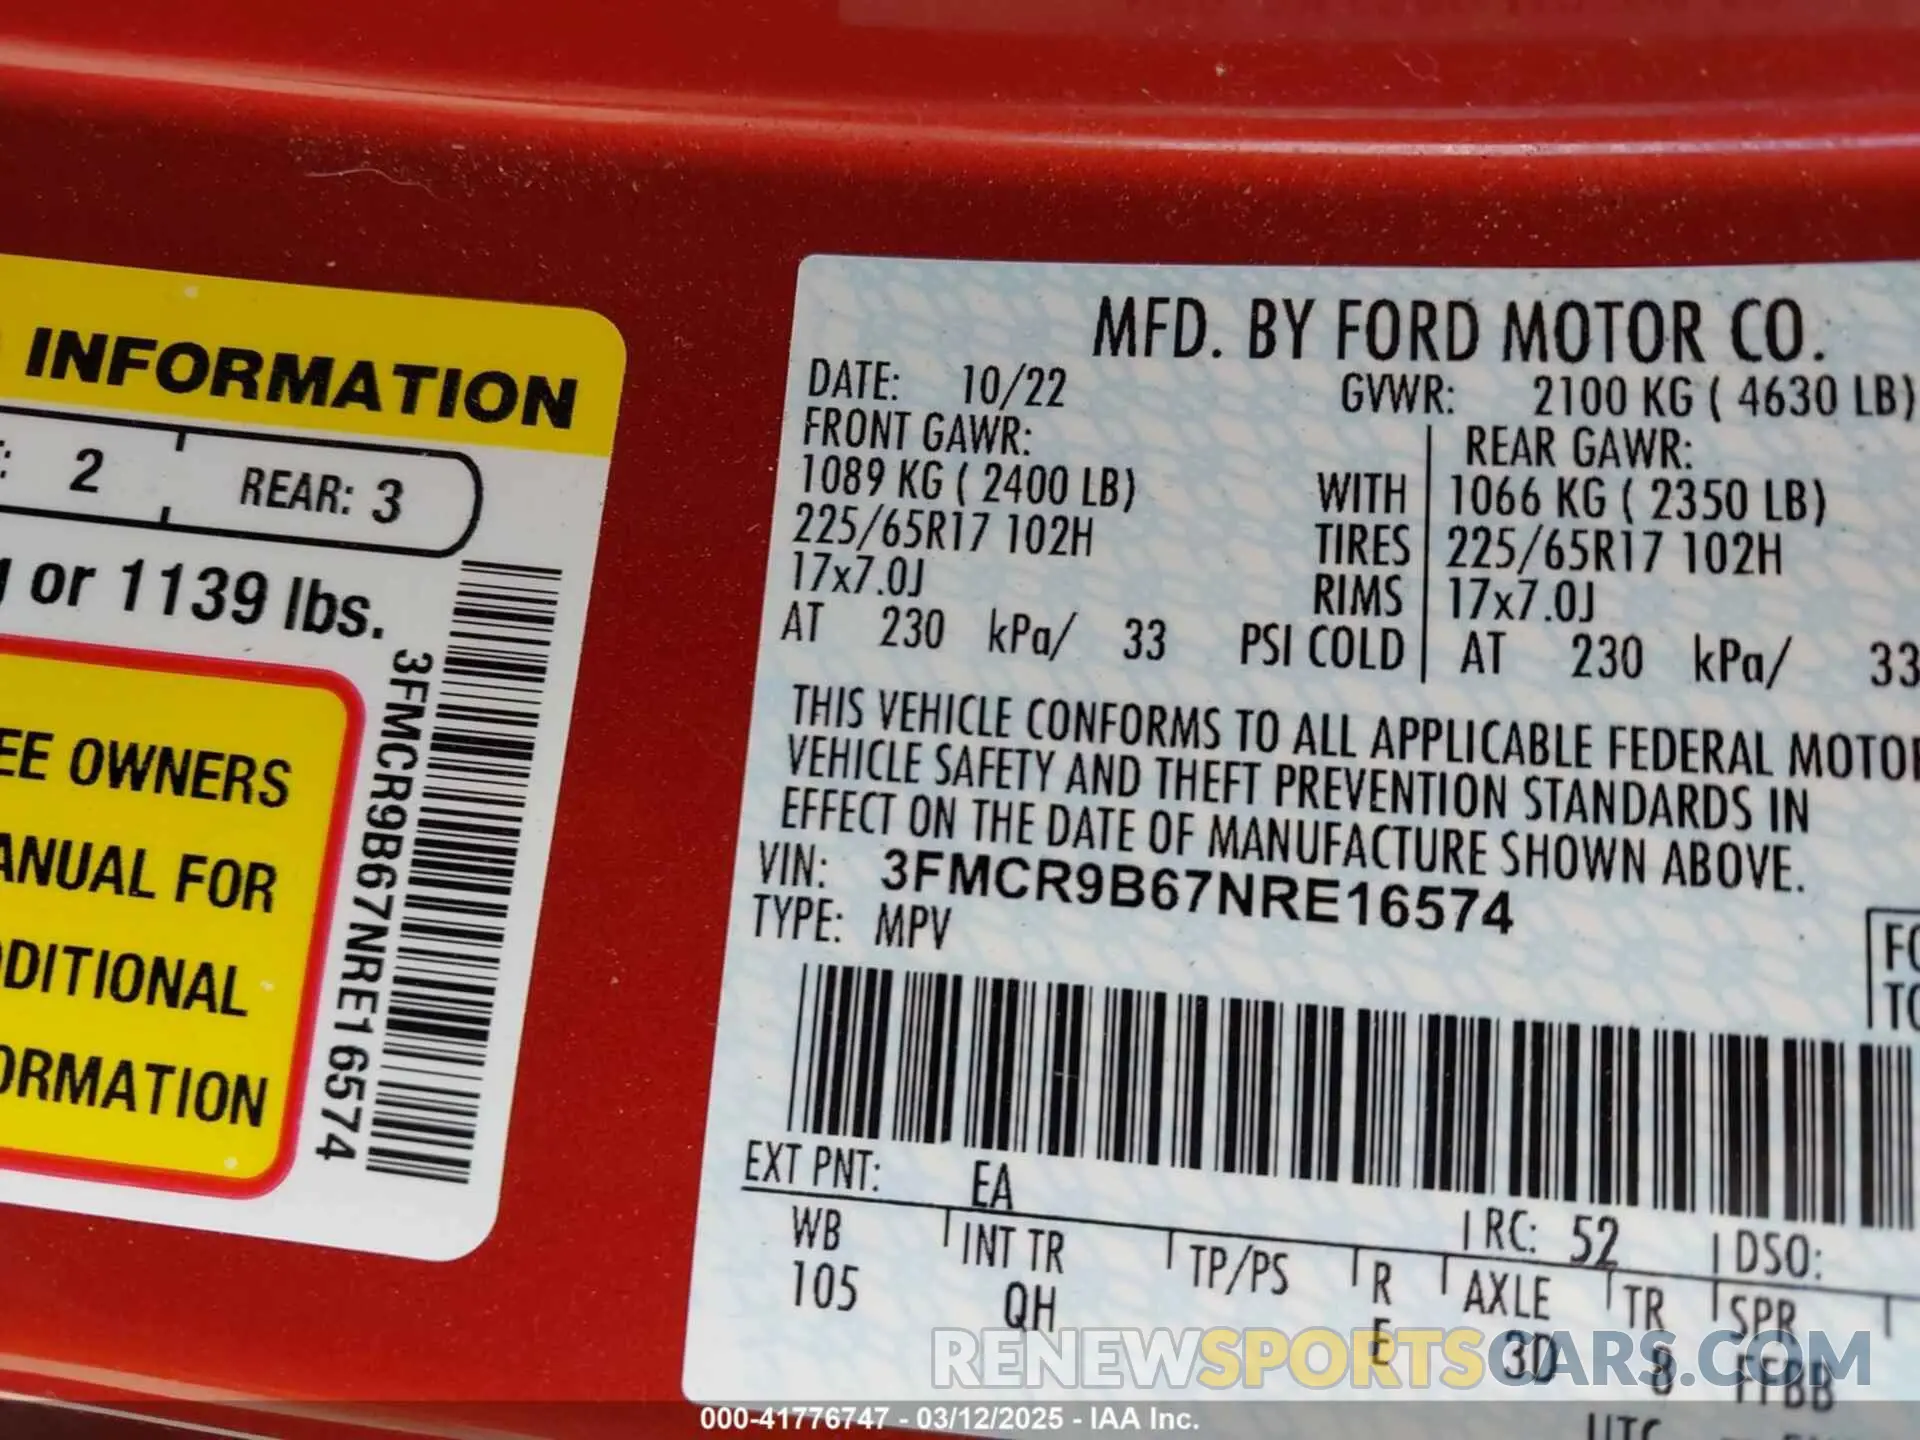 INFORMATION
2 REAR: 3
or 1139 lbs.
OWNERS
FOR
3FMCR9B67NRE16574
MFD. BY FORD MOTOR CO.
DATE: 10/22 GVWR: 2100 KG ( 4630 LB)
FRONT GAWR: REAR GAWR:
1089 KG ( 2400 LB) WITH 1066 KG ( 2350 LB)
225/65R17 102H TIRES 225/65R17 102H
17x7.0J RIMS 17x7.0J
AT 230 kPa/ 33 PSI COLD AT 230 kPa/ 33
THIS VEHICLE CONFORMS TO ALL APPLICABLE FEDERAL MOTOR
VEHICLE SAFETY AND THEFT PREVENTION STANDARDS IN
EFFECT ON THE DATE OF MANUFACTURE SHOWN ABOVE.
VIN: 3FMCR9B67NRE16574
TYPE: MPV
EXT PNT: EA RC: 52 DSO:
WB INT TR TP/PS R AXLE TR SPR
105 QH E 3D 8 FFBB
RENEWSPORTSCARS.COM
000-41776747 - 03/12/2025 - IAA Inc.